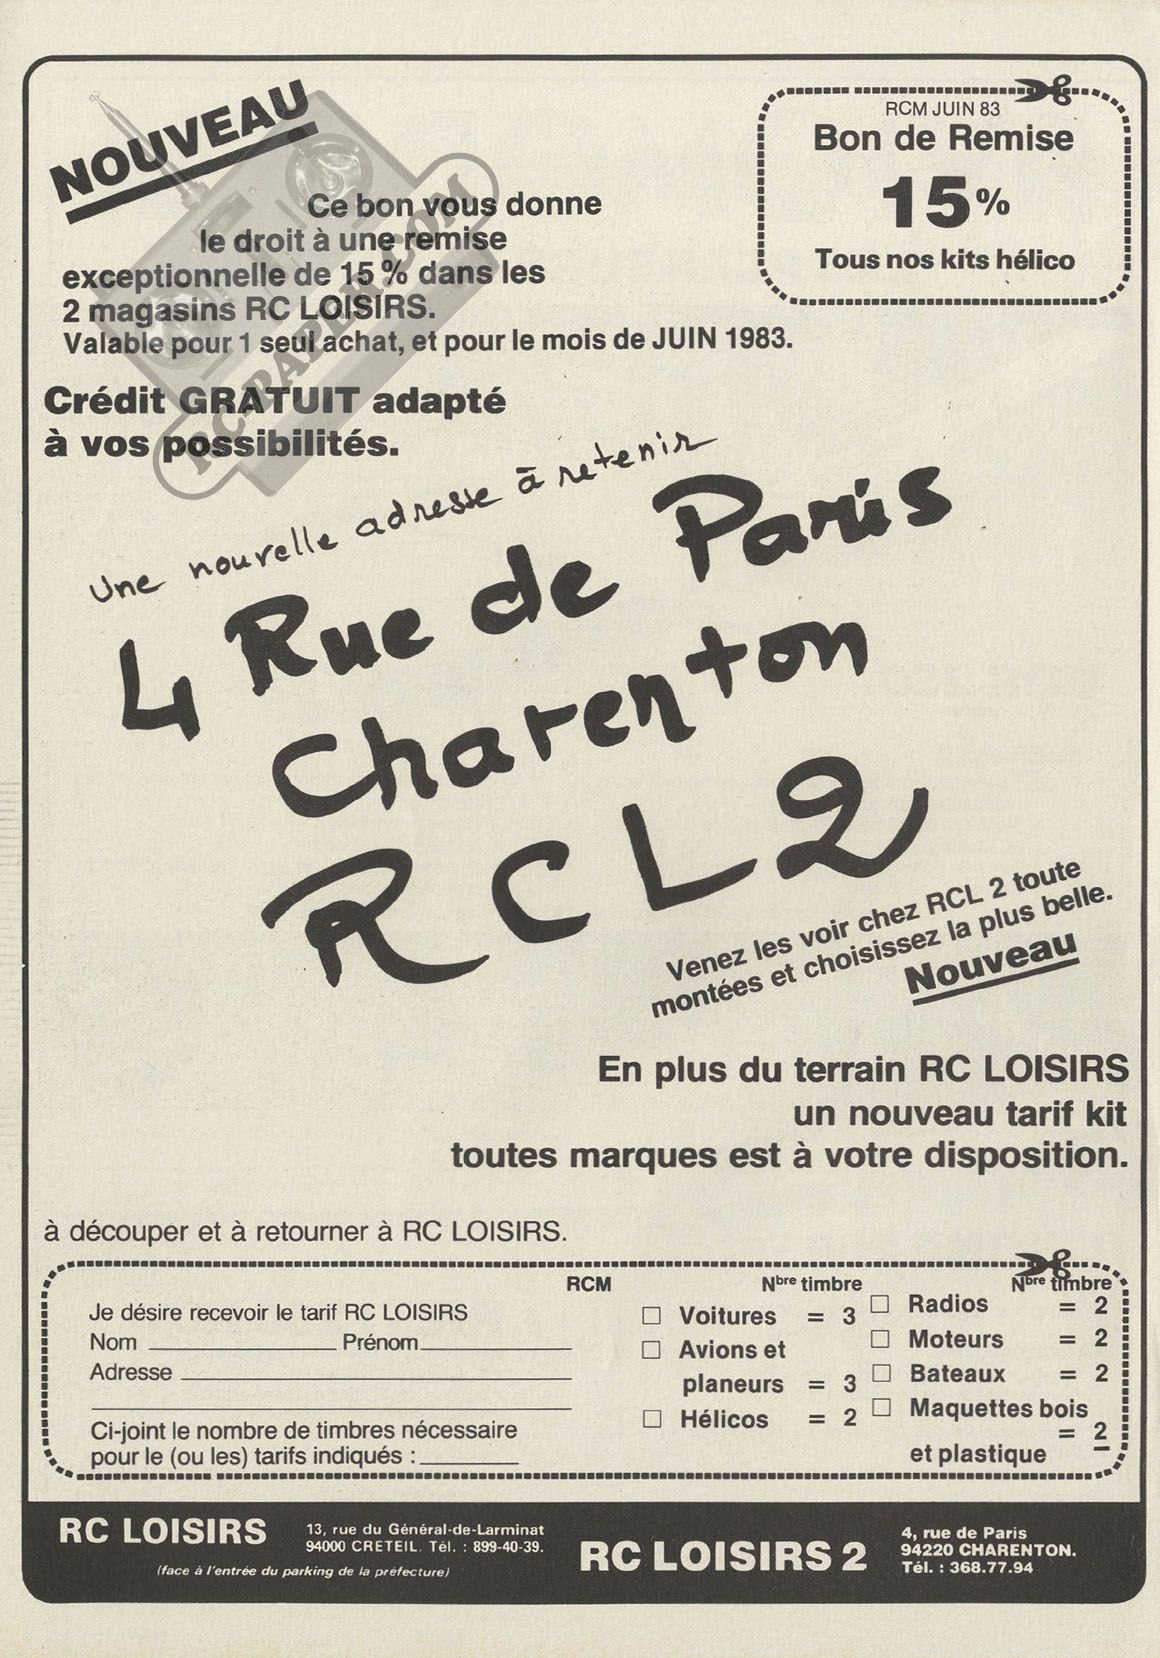 NOUVEAU
RCM JUIN 83
Bon de Remise
15%
Tous nos kits hélico
Ce bon vous donne
le droit à une remise
exceptionnelle de 15% dans les
2 magasins RC LOISIRS.
Valable pour 1 seul achat, et pour le mois de JUIN 1983.
RC-PAPER.COM
Crédit GRATUIT adapté
à vos possibilités.
Une nouvelle adresse à retenir
4 Rue de Paris
Charenton
RCL2
Venez les voir chez RCL 2 toute
montées et choisissez la plus belle.
Nouveau
En plus du terrain RC LOISIRS
un nouveau tarif kit
toutes marques est à votre disposition.
à découper et à retourner à RC LOISIRS.
RCM
Je désire recevoir le tarif RC LOISIRS
Nom Prénom
Adresse
Ci-joint le nombre de timbres nécessaire
pour le (ou les) tarifs indiqués :
Nbre timbre
Voitures = 3
Avions et
planeurs = 3
Hélicos = 2
Nbre timbre
Radios = 2
Moteurs = 2
Bateaux = 2
Maquettes bois
= 2
et plastique
RC LOISIRS
13, rue du Général-de-Larminat
94000 CRETEIL. Tél. : 899-40-39.
(face à l'entrée du parking de la préfecture)
RC LOISIRS 2
4, rue de Paris
94220 CHARENTON.
Tél. : 368.77.94